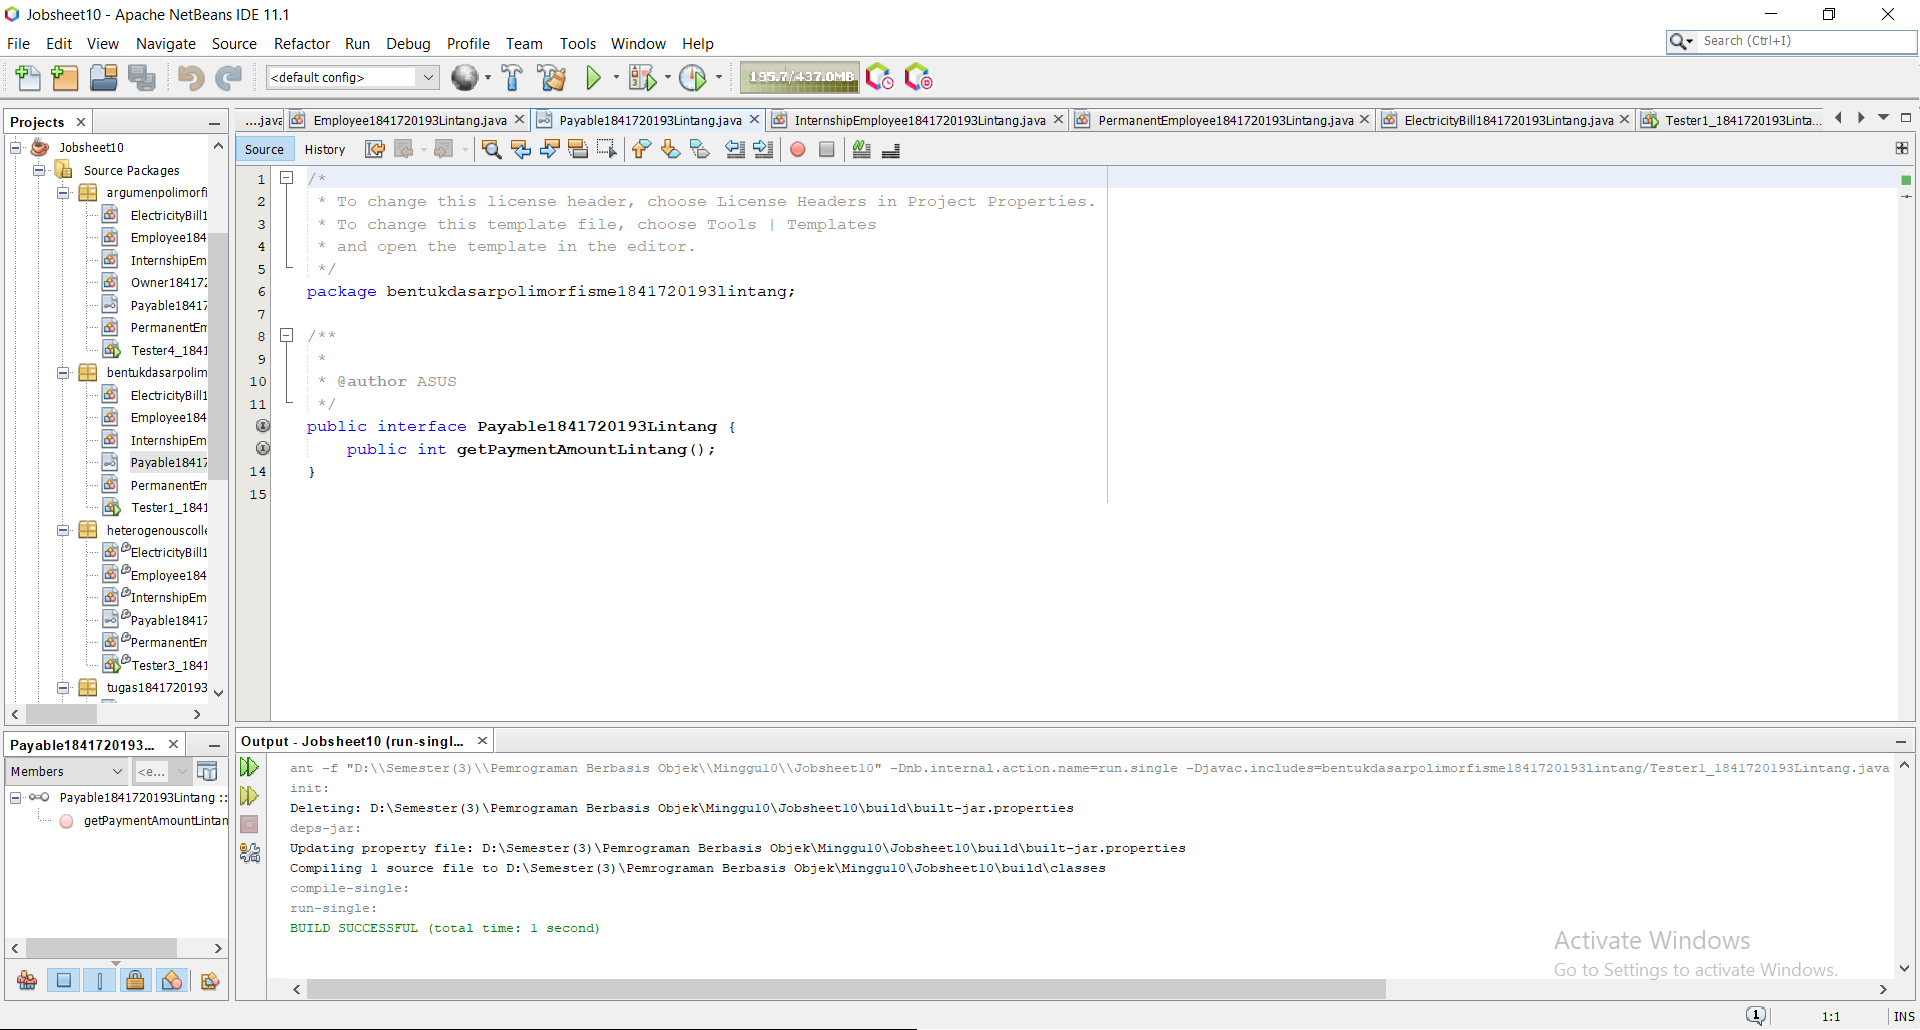 Jobsheet10 - Apache NetBeans IDE 11.1
File Edit View Navigate Source Refactor Run Debug Profile Team Tools Window Help
Search (Ctrl+I)
<default config>
195.7/437.0MB
Projects
Jobsheet10
Source Packages
argumenpolimorfi
ElectricityBill1
Employee184
InternshipEm
Owner184172
Payable18417
PermanentEm
Tester4_1841
bentukdasarpolim
ElectricityBill1
Employee184
InternshipEm
Payable18417
PermanentEm
Tester1_1841
heterogenouscolle
ElectricityBill1
Employee184
InternshipEm
Payable18417
PermanentEm
Tester3_1841
tugas1841720193
....java
Employee1841720193Lintang.java
Payable1841720193Lintang.java
InternshipEmployee1841720193Lintang.java
PermanentEmployee1841720193Lintang.java
ElectricityBill1841720193Lintang.java
Tester1_1841720193Linta...
Source History
1 /*
2 * To change this license header, choose License Headers in Project Properties.
3 * To change this template file, choose Tools | Templates
4 * and open the template in the editor.
5 */
6 package bentukdasarpolimorfisme1841720193lintang;
7
8 /**
9 *
10 * @author ASUS
11 */
public interface Payable1841720193Lintang {
public int getPaymentAmountLintang();
14 }
15
Payable1841720193...
Members
<e...
Payable1841720193Lintang ::
getPaymentAmountLintan
Output - Jobsheet10 (run-singl...
ant -f "D:\\Semester(3)\\Pemrograman Berbasis Objek\\Minggu10\\Jobsheet10" -Dnb.internal.action.name=run.single -Djavac.includes=bentukdasarpolimorfisme1841720193lintang/Tester1_1841720193Lintang.java
init:
Deleting: D:\Semester(3)\Pemrograman Berbasis Objek\Minggu10\Jobsheet10\build\built-jar.properties
deps-jar:
Updating property file: D:\Semester(3)\Pemrograman Berbasis Objek\Minggu10\Jobsheet10\build\built-jar.properties
Compiling 1 source file to D:\Semester(3)\Pemrograman Berbasis Objek\Minggu10\Jobsheet10\build\classes
compile-single:
run-single:
BUILD SUCCESSFUL (total time: 1 second)
Activate Windows
Go to Settings to activate Windows.
1
1:1
INS